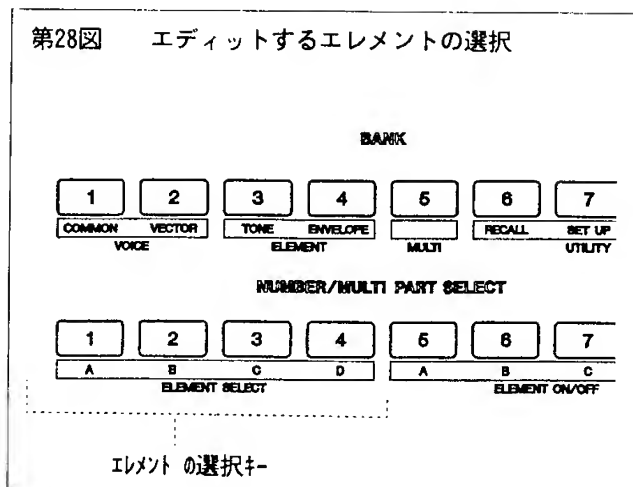 第28図 エディットするエレメントの選択
BANK
1 2 3 4 5 6 7
COMMON VECTOR TONE ENVELOPE RECALL SET UP
VOICE ELEMENT MULTI UTILITY
NUMBER/MULTI PART SELECT
1 2 3 4 5 6 7
A B C D A B C
ELEMENT SELECT ELEMENT ON/OFF
エレメント の選択キー